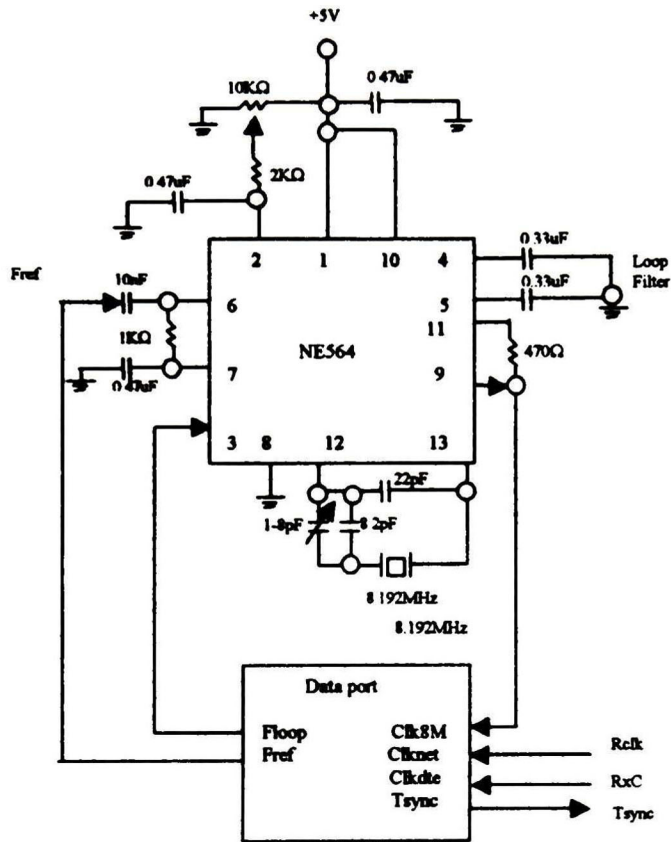 +5V
10KΩ
0.47uF
2KΩ
0.47uF
2 1 10 4
0.33uF
0.33uF
Loop
Filter
Fref
10nF
6
5
11
1KΩ
NE564
470Ω
7
9
0.47uF
3 8 12 13
22pF
1-8pF
8.2pF
8.192MHz
8.192MHz
Data port
Floop
Fref
Clk8M
Clknet
Clkdte
Tsync
Rclk
RxC
Tsync